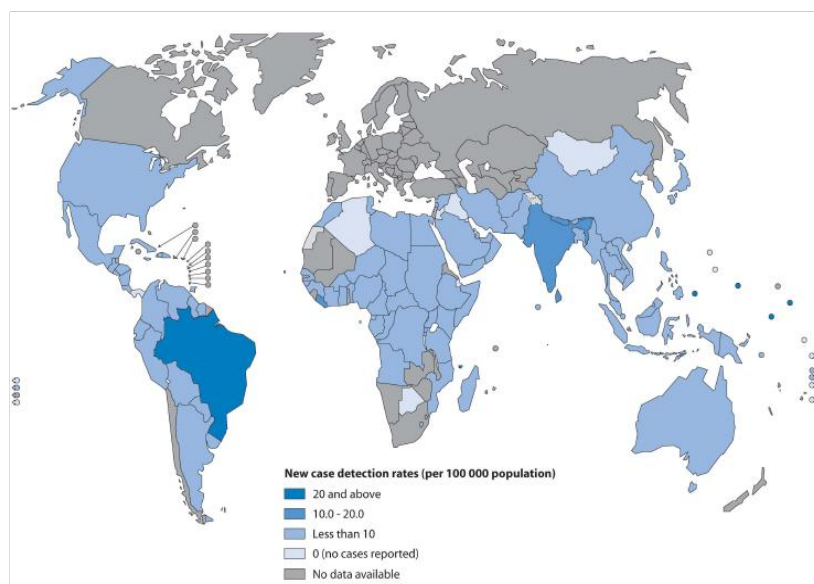 New case detection rates (per 100 000 population)
20 and above
10.0 - 20.0
Less than 10
0 (no cases reported)
No data available